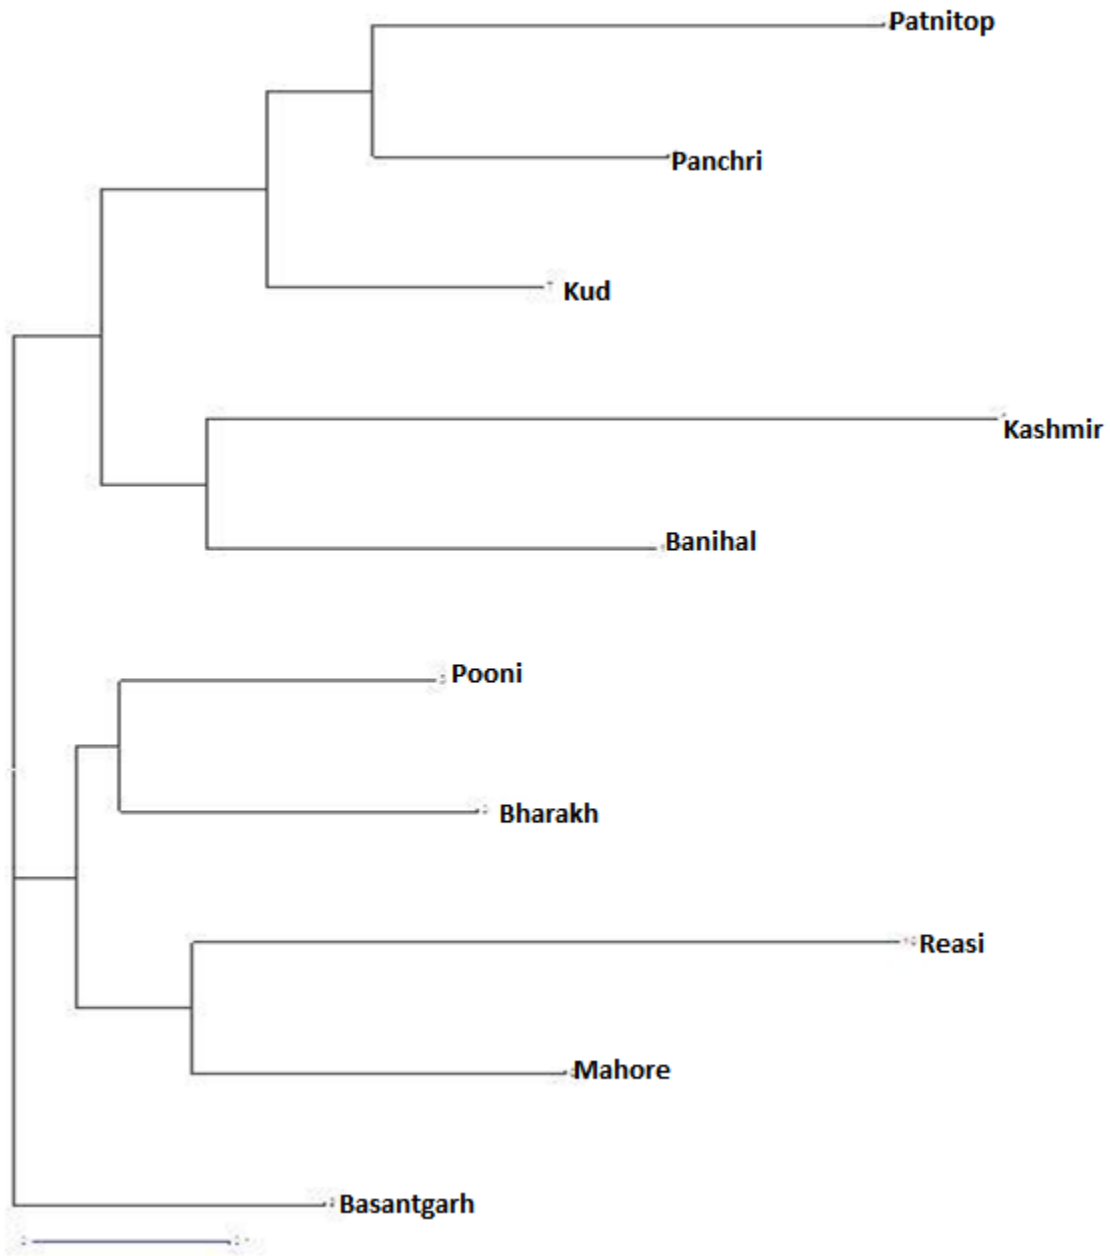 Patnitop
Panchri
Kud
Kashmir
Banihal
Pooni
Bharakh
Reasi
Mahore
Basantgarh